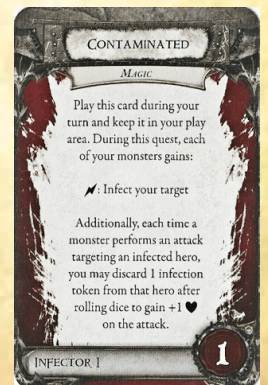 CONTAMINATED
MAGIC
Play this card during your
turn and keep it in your play
area. During this quest, each
of your monsters gains:
: Infect your target
Additionally, each time a
monster performs an attack
targeting an infected hero,
you may discard 1 infection
token from that hero after
rolling dice to gain +1 ♥
on the attack.
INFECTOR I
1